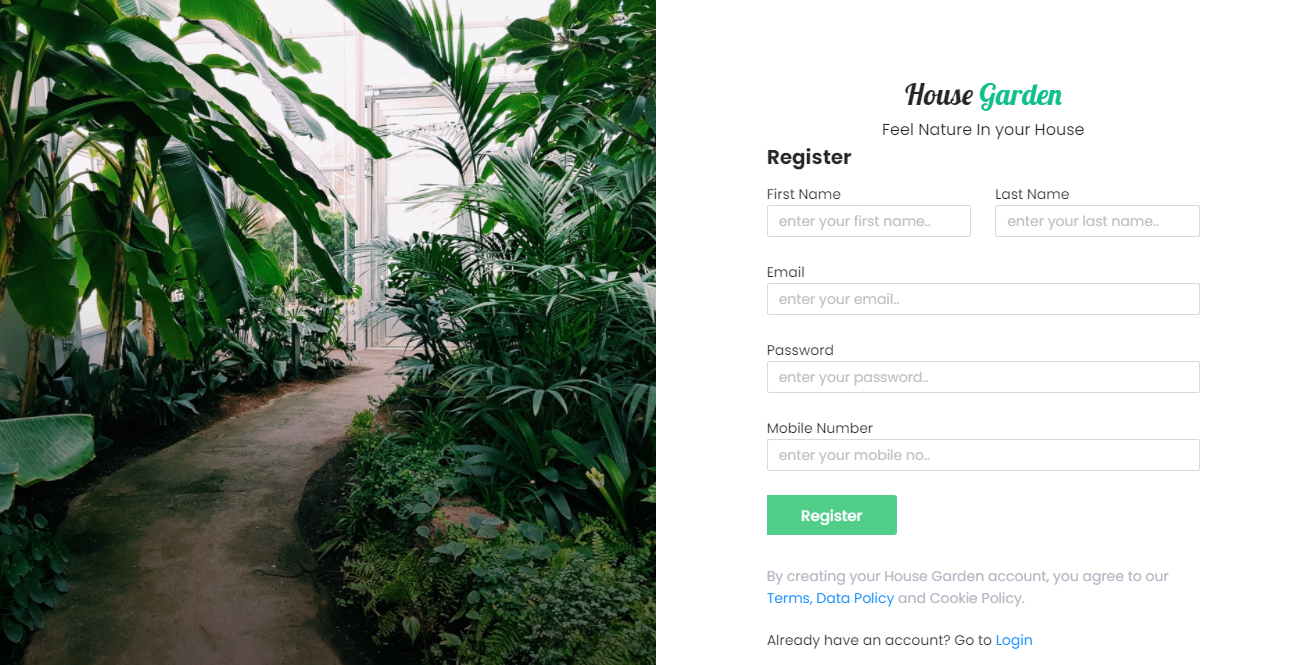 House Garden
Feel Nature In your House
Register
First Name
Last Name
enter your first name..
enter your last name..
Email
enter your email..
Password
enter your password..
Mobile Number
enter your mobile no..
Register
By creating your House Garden account, you agree to our
Terms, Data Policy and Cookie Policy.
Already have an account? Go to Login